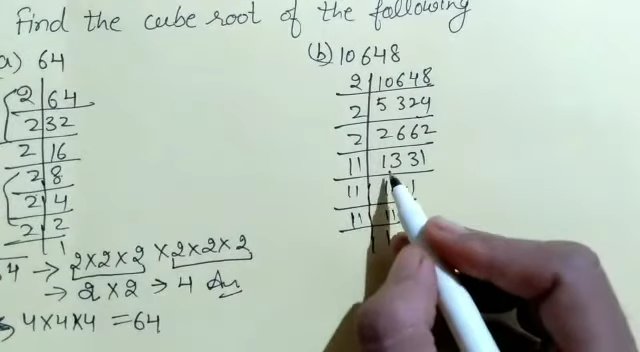 find the cube root of the following
a) 64
2 | 64
2 | 32
2 | 16
2 | 8
2 | 4
2 | 2
1
4 → 2×2×2 ×2×2×2
→ 2×2 → 4 Ans
4×4×4 =64
(b) 10648
2 | 10648
2 | 5324
2 | 2662
11 | 1331
11 |
11 | 11